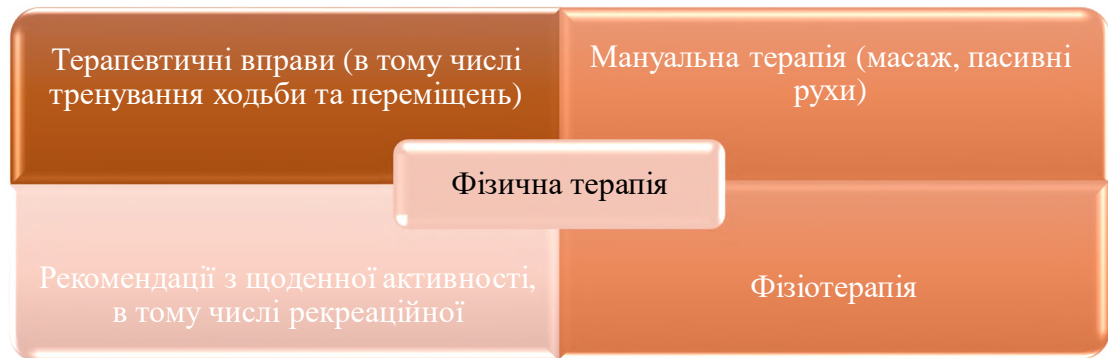 Терапевтичні вправи (в тому числі
тренування ходьби та переміщень)
Мануальна терапія (масаж, пасивні
рухи)
Фізична терапія
Рекомендації з щоденної активності,
в тому числі рекреаційної
Фізіотерапія